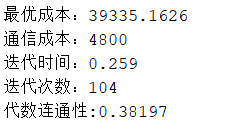 最优成本：39335.1626
通信成本：4800
迭代时间：0.259
迭代次数：104
代数连通性:0.38197